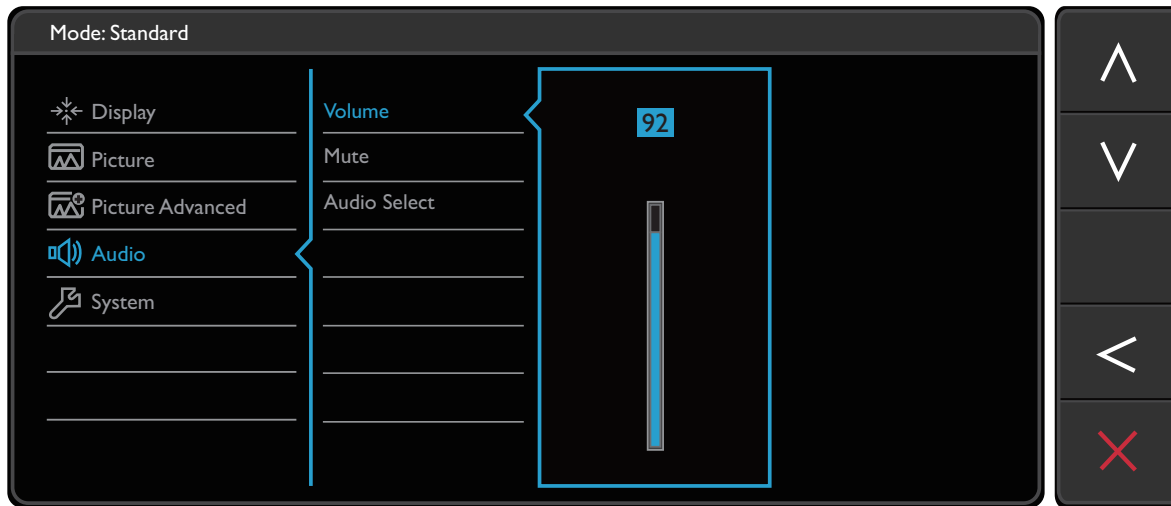 Mode: Standard
Display
Picture
Picture Advanced
Audio
System
Volume
Mute
Audio Select
92